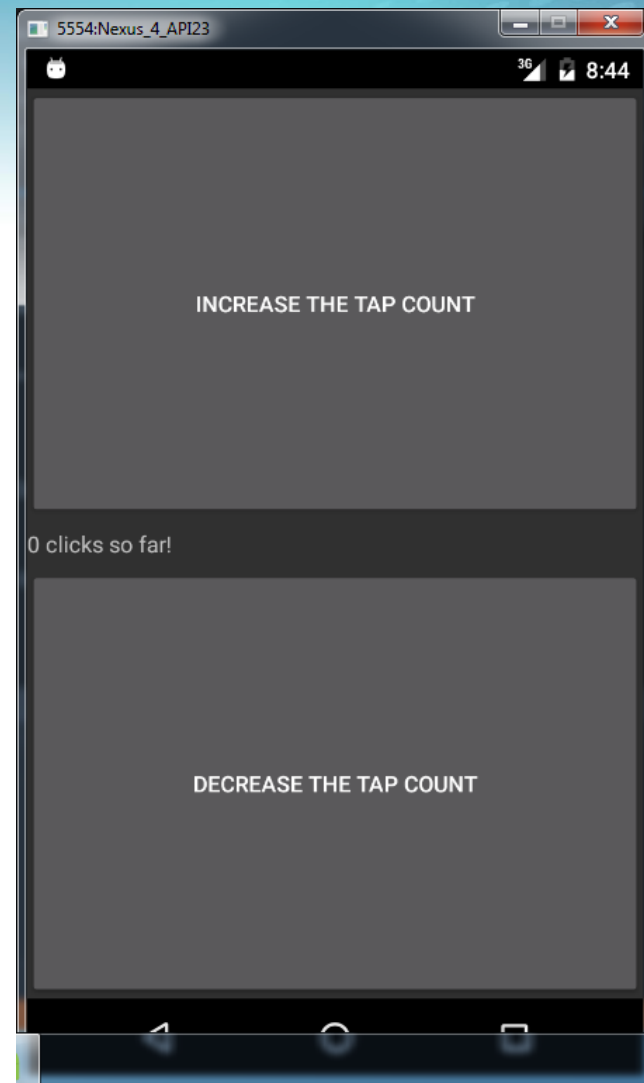 5554:Nexus_4_API23
3G 8:44
INCREASE THE TAP COUNT
0 clicks so far!
DECREASE THE TAP COUNT